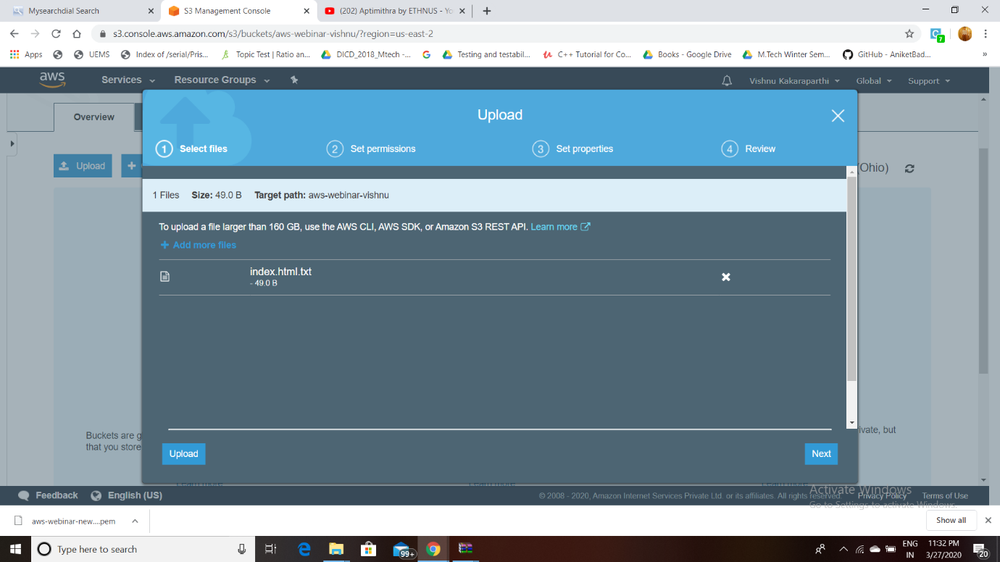 Mysearchdial Search
S3 Management Console
(202) Aptimithra by ETHNUS - Yo
s3.console.aws.amazon.com/s3/buckets/aws-webinar-vishnu/?region=us-east-2
7
Apps
UEMS
Index of /serial/Pris...
Topic Test | Ratio an...
DICD_2018_Mtech -...
Testing and testabil...
C++ Tutorial for Co...
Books - Google Drive
M.Tech Winter Sem...
GitHub - AniketBad...
»
aws
Services
Resource Groups
Vishnu Kakaraparthi
Global
Support
Overview
Upload
(Ohio)
Upload
1 Select files
2 Set permissions
3 Set properties
4 Review
1 Files Size: 49.0 B Target path: aws-webinar-vishnu
To upload a file larger than 160 GB, use the AWS CLI, AWS SDK, or Amazon S3 REST API. Learn more
Add more files
index.html.txt
- 49.0 B
Buckets are g
that you store
ivate, but
Upload
Next
Learn more
Learn more
Learn more
Feedback
English (US)
© 2008 - 2020, Amazon Internet Services Private Ltd. or its affiliates. All rights reserved.
Privacy Policy
Terms of Use
Activate Windows
Go to Settings to activate Windows.
aws-webinar-new....pem
Show all
Type here to search
99+
ENG
IN
11:32 PM
3/27/2020
20